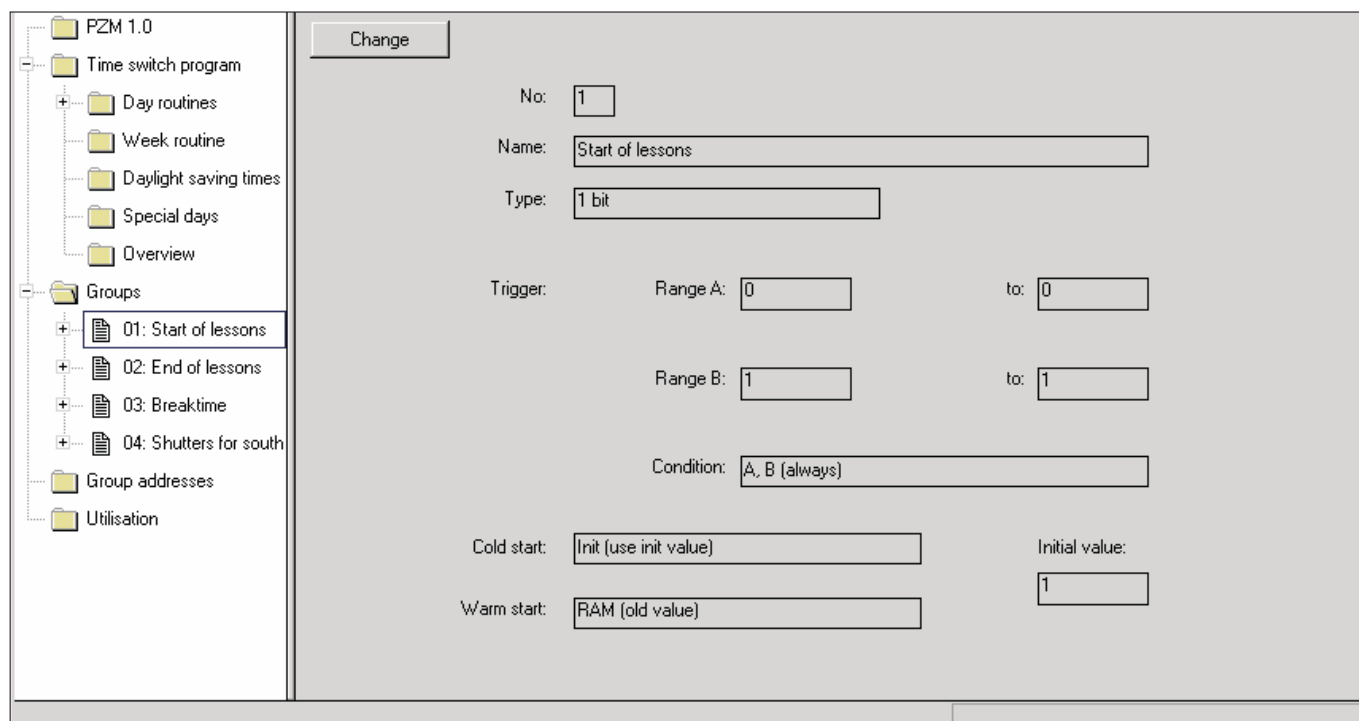 PZM 1.0
Time switch program
Day routines
Week routine
Daylight saving times
Special days
Overview
Groups
01: Start of lessons
02: End of lessons
03: Breaktime
04: Shutters for south
Group addresses
Utilisation
Change
No: 1
Name: Start of lessons
Type: 1 bit
Trigger: Range A: 0 to: 0
Range B: 1 to: 1
Condition: A, B (always)
Cold start: Init (use init value) Initial value:
1
Warm start: RAM (old value)